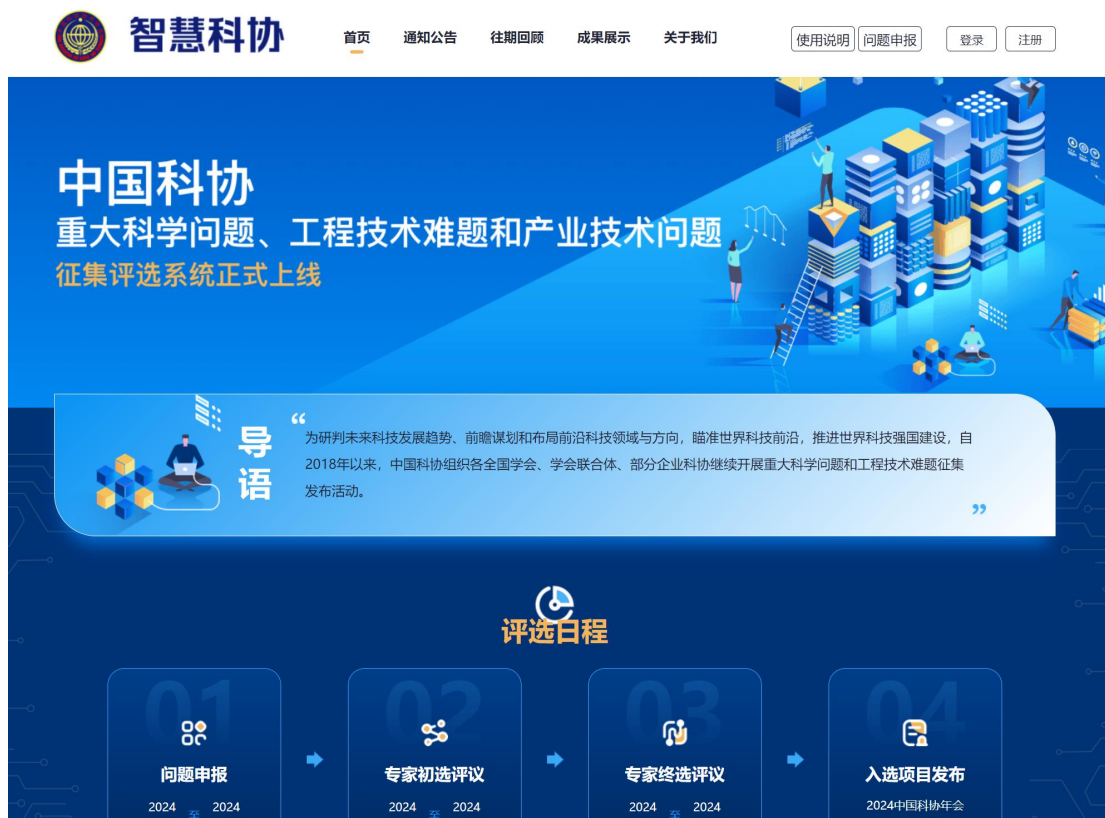 智慧科协
首页 通知公告 往期回顾 成果展示 关于我们
使用说明 问题申报 登录 注册
中国科协
重大科学问题、工程技术难题和产业技术问题
征集评选系统正式上线
导语
“
为研判未来科技发展趋势、前瞻谋划和布局前沿科技领域与方向，瞄准世界科技前沿，推进世界科技强国建设，自
2018年以来，中国科协组织各全国学会、学会联合体、部分企业科协继续开展重大科学问题和工程技术难题征集
发布活动。
”
评选日程
01 02 03 04
问题申报 专家初选评议 专家终选评议 入选项目发布
2024 至 2024 2024 至 2024 2024 至 2024 2024中国科协年会